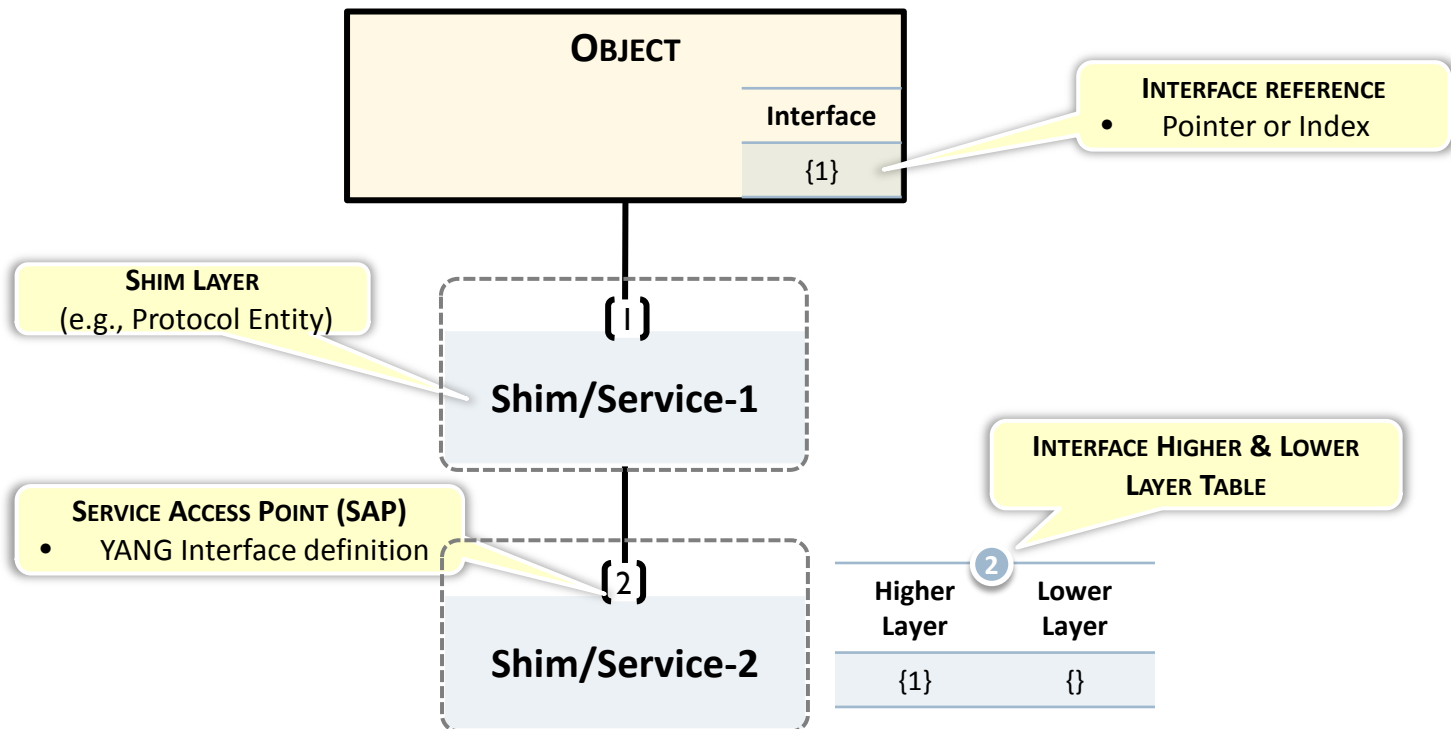 OBJECT
Interface
{1}
INTERFACE REFERENCE
• Pointer or Index
SHIM LAYER
(e.g., Protocol Entity)
1
Shim/Service-1
INTERFACE HIGHER & LOWER
LAYER TABLE
SERVICE ACCESS POINT (SAP)
• YANG Interface definition
2
Shim/Service-2
2
Higher Lower
Layer Layer
{1} {}